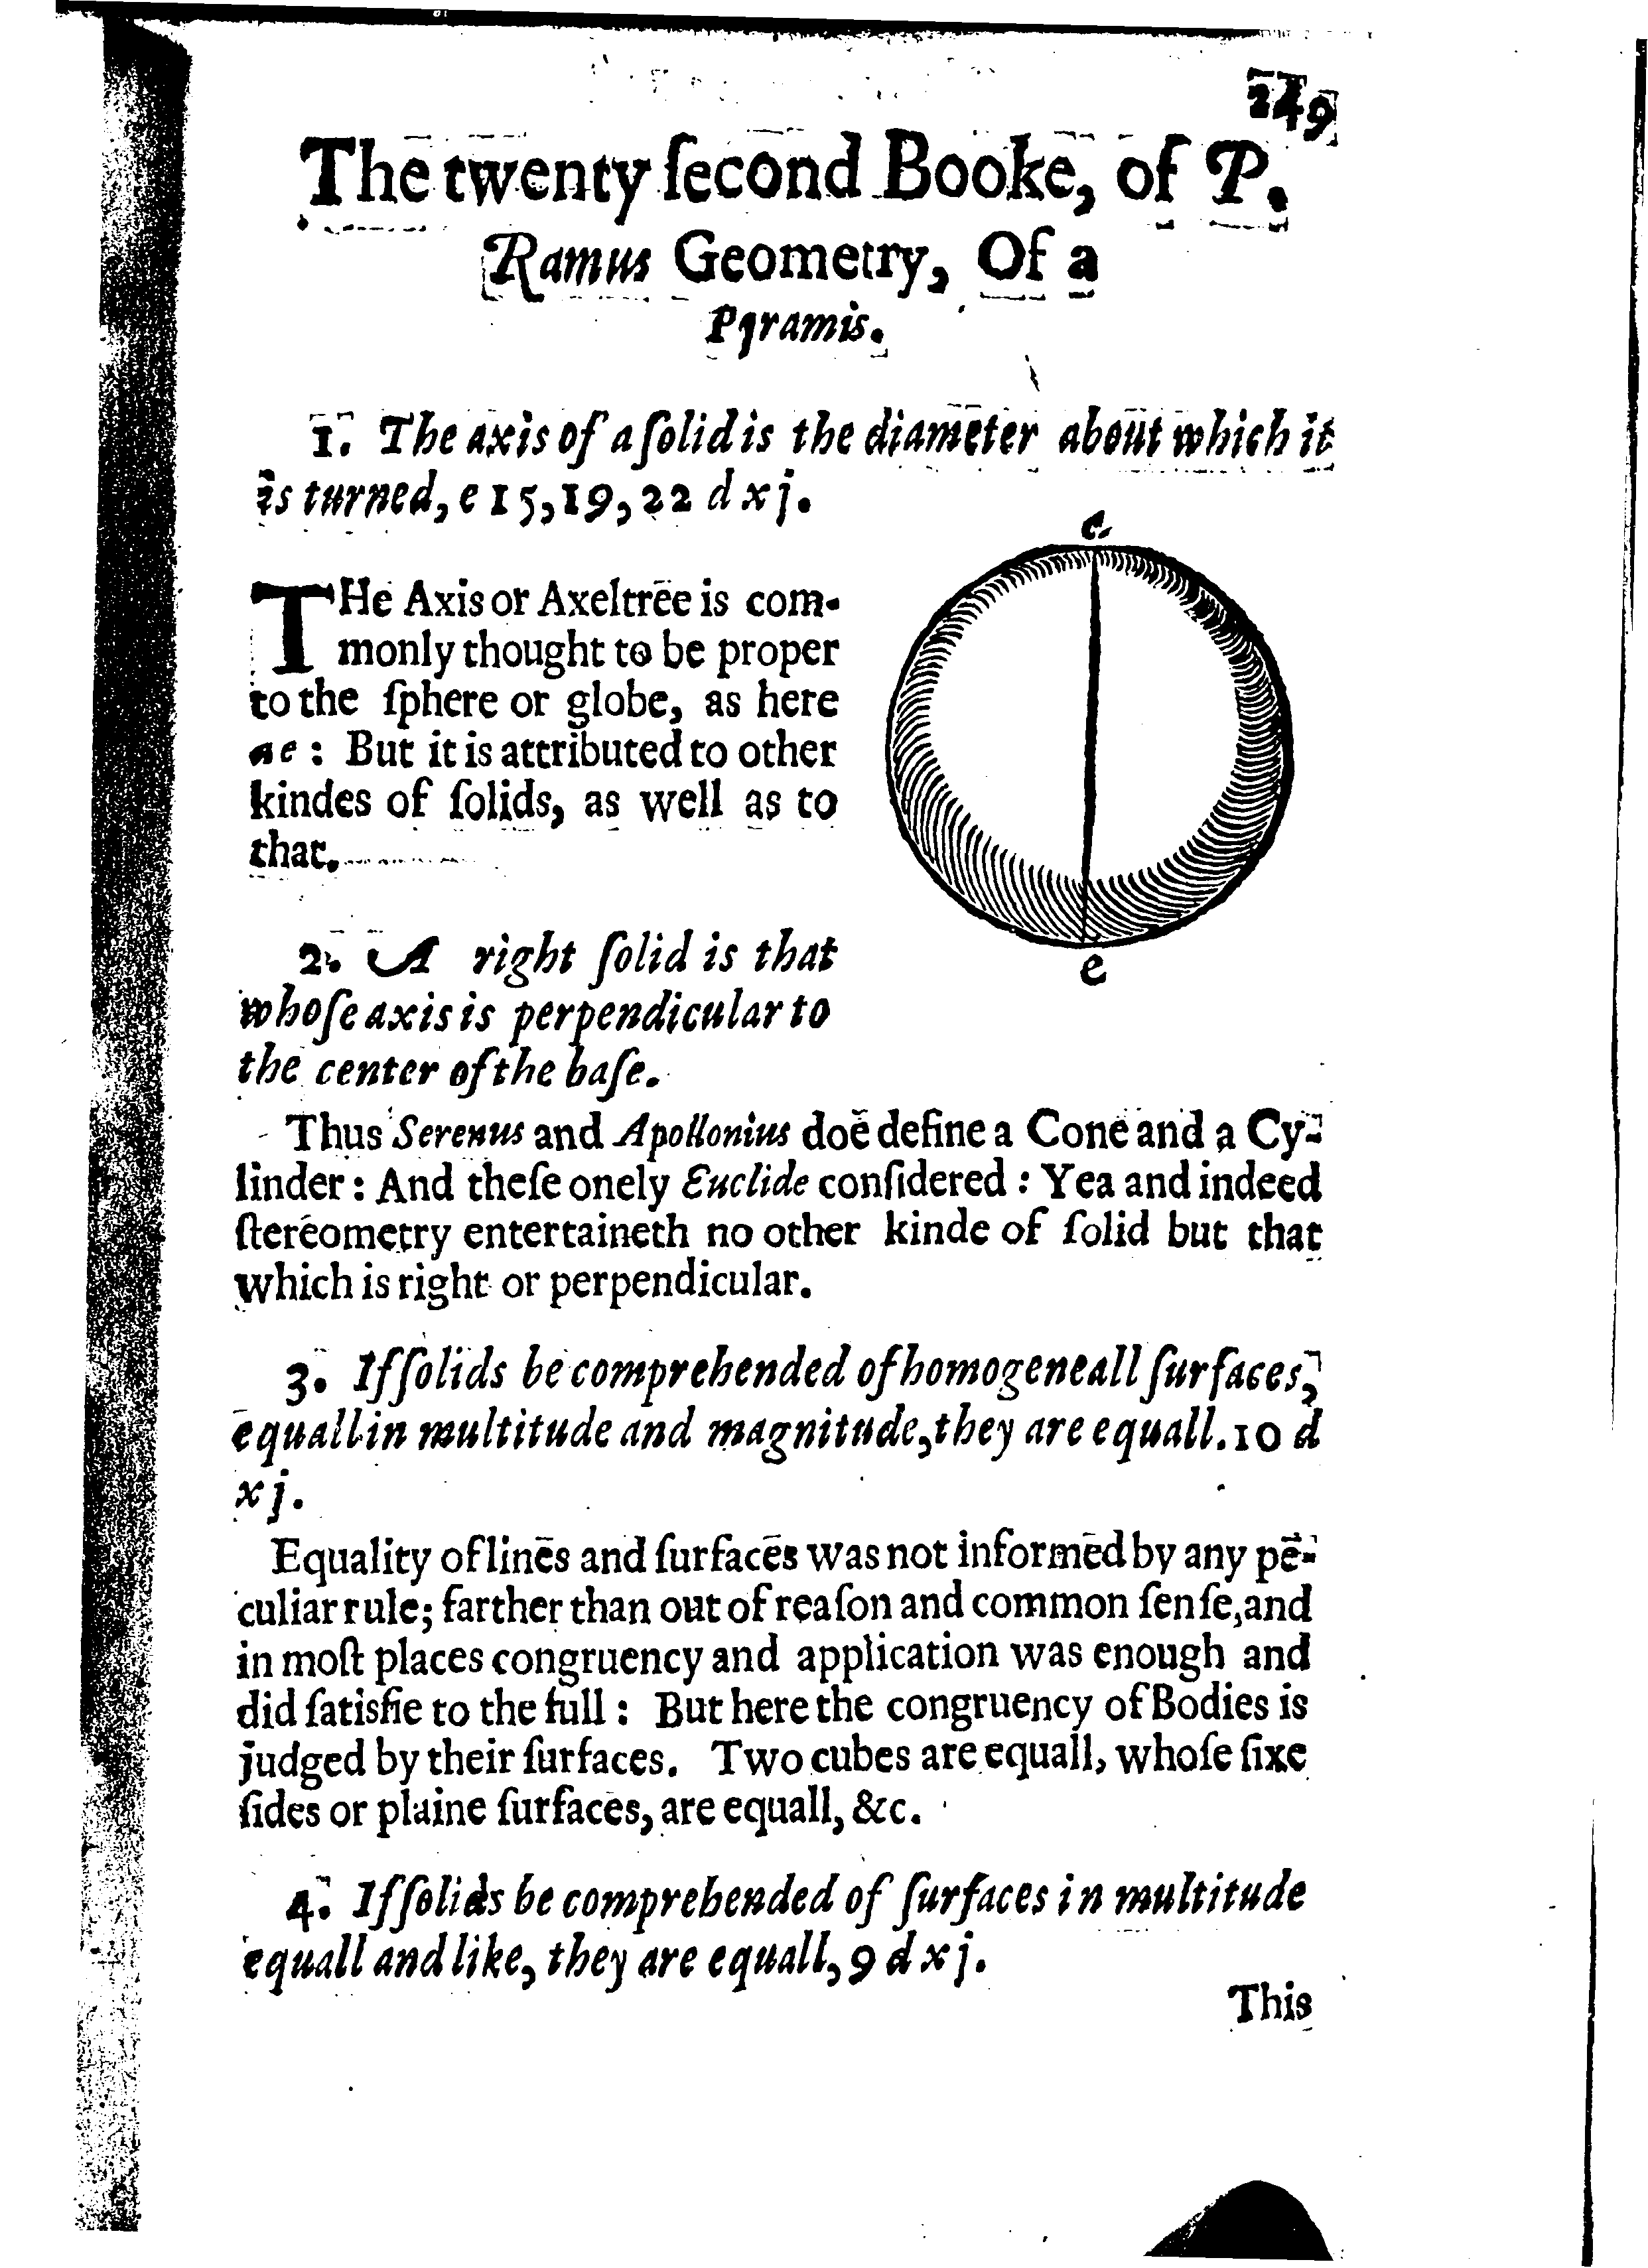 249
The twenty ſecond Booke, of P.
Ramus Geometry, Of a
Pyramis.
1. The axis of a ſolid is the diameter about which it
is turned, e 15, 19, 22 d xj.
THe Axis or Axeltree is com-
monly thought to be proper
to the ſphere or globe, as here
ae: But it is attributed to other
kindes of ſolids, as well as to
that.
a
e
2. A right ſolid is that
whoſe axis is perpendicular to
the center of the baſe.
Thus Serenus and Apollonius doe define a Cone and a Cy-
linder: And theſe onely Euclide conſidered: Yea and indeed
ſtereometry entertaineth no other kinde of ſolid but that
which is right or perpendicular.
3. If ſolids be comprehended of homogeneall ſurfaces,
equall in multitude and magnitude, they are equall. 10 d
xj.
Equality of lines and ſurfaces was not informed by any pe-
culiar rule; farther than out of reaſon and common ſenſe, and
in moſt places congruency and application was enough and
did ſatisfie to the full: But here the congruency of Bodies is
judged by their ſurfaces. Two cubes are equall, whoſe ſixe
ſides or plaine ſurfaces, are equall, &c.
4. If ſolids be comprehended of ſurfaces in multitude
equall and like, they are equall, 9 d xj.
This